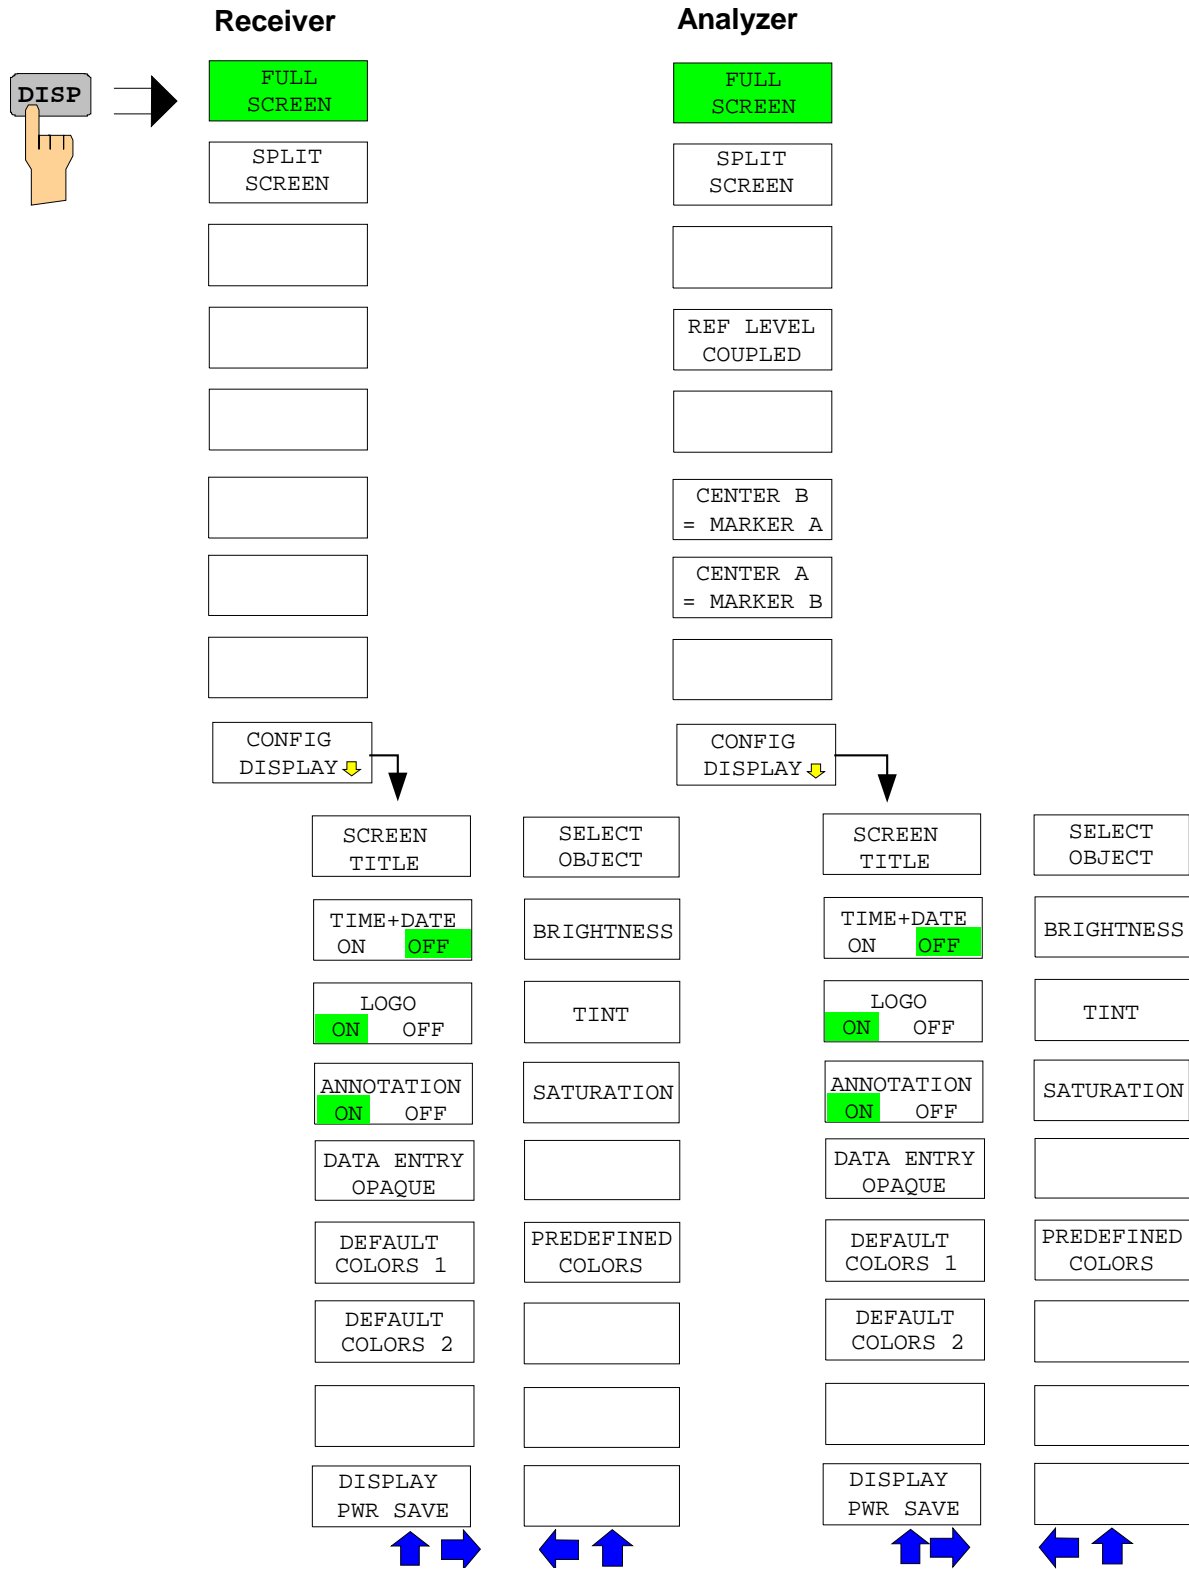 Receiver
Analyzer
DISP
FULL
SCREEN
SPLIT
SCREEN
CONFIG
DISPLAY
SCREEN
TITLE
TIME+DATE
ON OFF
LOGO
ON OFF
ANNOTATION
ON OFF
DATA ENTRY
OPAQUE
DEFAULT
COLORS 1
DEFAULT
COLORS 2
DISPLAY
PWR SAVE
SELECT
OBJECT
BRIGHTNESS
TINT
SATURATION
PREDEFINED
COLORS
FULL
SCREEN
SPLIT
SCREEN
REF LEVEL
COUPLED
CENTER B
= MARKER A
CENTER A
= MARKER B
CONFIG
DISPLAY
SCREEN
TITLE
TIME+DATE
ON OFF
LOGO
ON OFF
ANNOTATION
ON OFF
DATA ENTRY
OPAQUE
DEFAULT
COLORS 1
DEFAULT
COLORS 2
DISPLAY
PWR SAVE
SELECT
OBJECT
BRIGHTNESS
TINT
SATURATION
PREDEFINED
COLORS